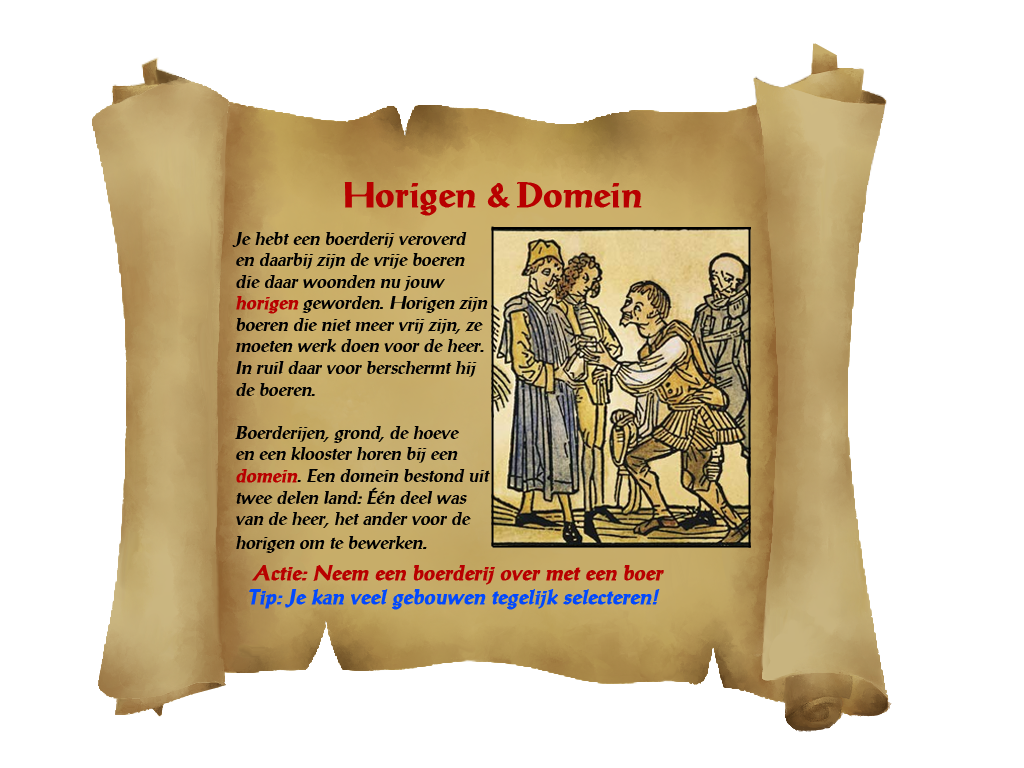 Horigen & Domein
Je hebt een boerderij veroverd
en daarbij zijn de vrije boeren
die daar woonden nu jouw
horigen geworden. Horigen zijn
boeren die niet meer vrij zijn, ze
moeten werk doen voor de heer.
In ruil daar voor berschermt hij
de boeren.
Boerderijen, grond, de hoeve
en een klooster horen bij een
domein. Een domein bestond uit
twee delen land: Één deel was
van de heer, het ander voor de
horigen om te bewerken.
Actie: Neem een boerderij over met een boer
Tip: Je kan veel gebouwen tegelijk selecteren!